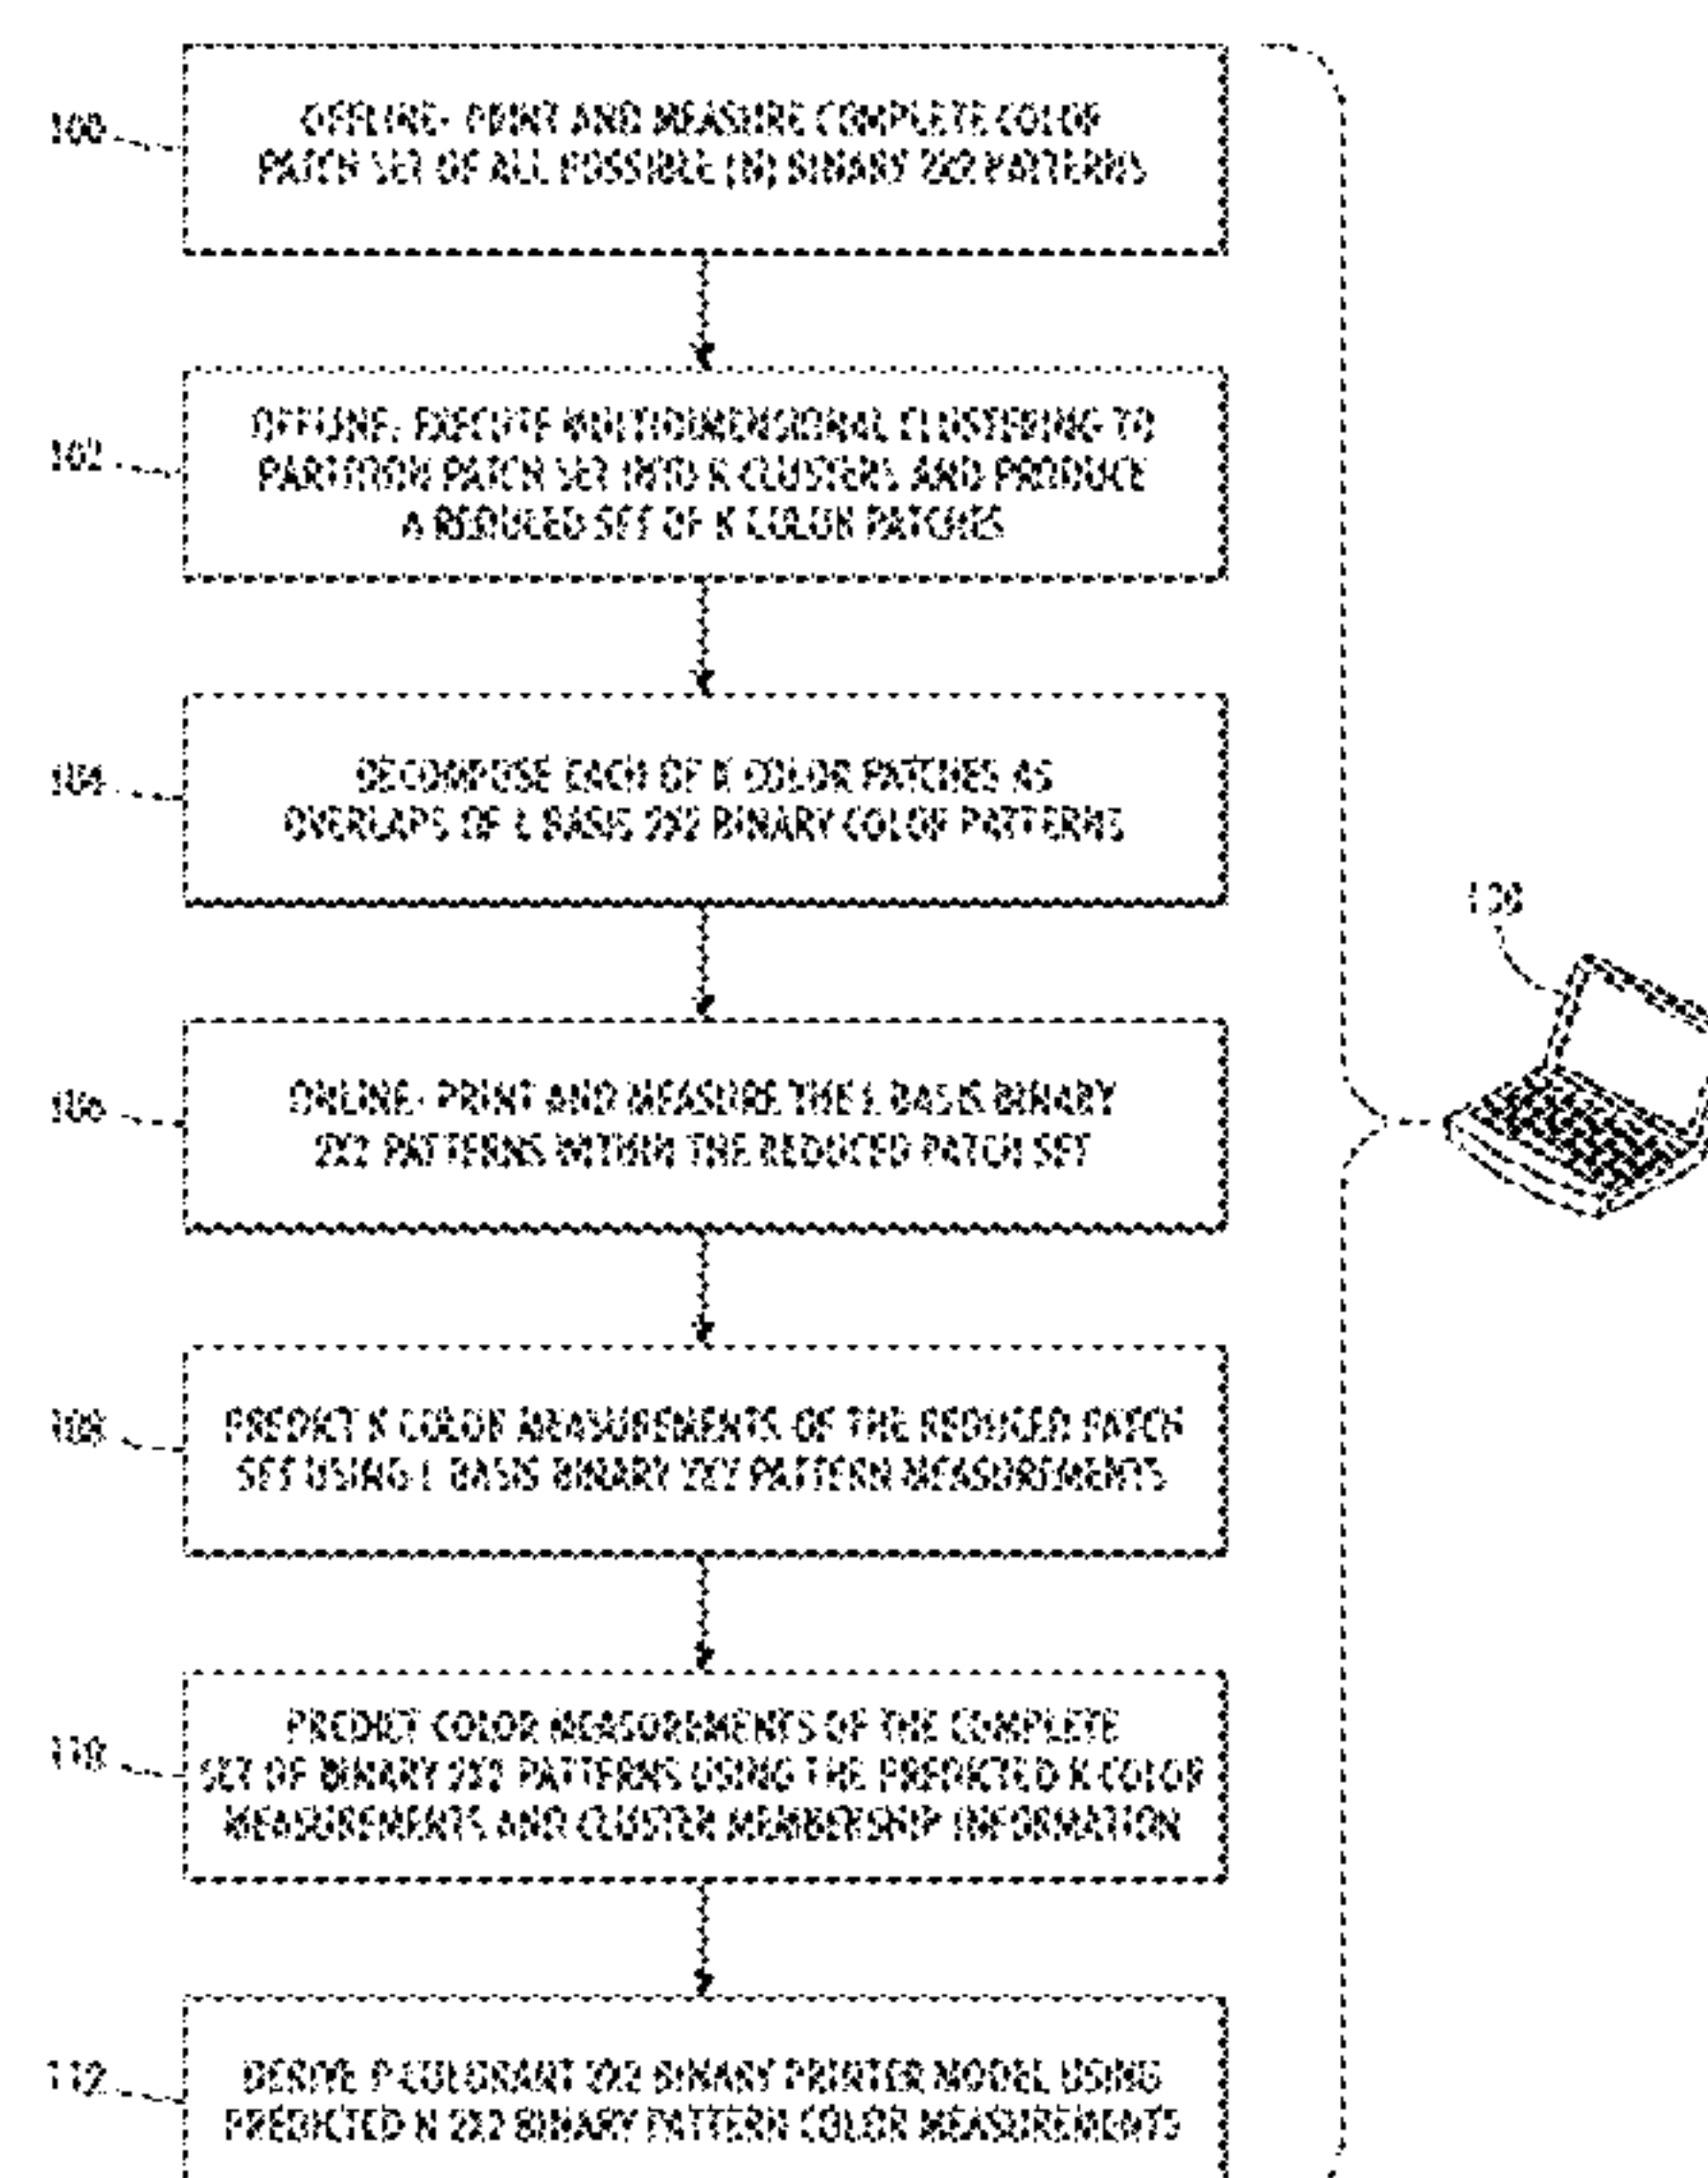 100
OFFLINE- PRINT AND MEASURE COMPLETE COLOR
PATCH SET OF ALL POSSIBLE (N) BINARY 2X2 PATTERNS
102
OFFLINE- EXECUTE MULTIDIMENSIONAL CLUSTERING TO
PARTITION PATCH SET INTO K CLUSTERS AND PRODUCE
A REDUCED SET OF K COLOR PATCHES
104
DECOMPOSE EACH OF K COLOR PATCHES AS
OVERLAPS OF L BASIS 2X2 BINARY COLOR PATTERNS
106
ONLINE- PRINT AND MEASURE THE L BASIS BINARY
2X2 PATTERNS WITHIN THE REDUCED PATCH SET
108
PREDICT K COLOR MEASUREMENTS OF THE REDUCED PATCH
SET USING L BASIS BINARY 2X2 PATTERN MEASUREMENTS
110
PREDICT COLOR MEASUREMENTS OF THE COMPLETE
SET OF BINARY 2X2 PATTERNS USING THE PREDICTED K COLOR
MEASUREMENTS AND CLUSTER MEMBERSHIP INFORMATION
112
DERIVE P-COLORANT 2X2 BINARY PRINTER MODEL USING
PREDICTED N 2X2 BINARY PATTERN COLOR MEASUREMENTS